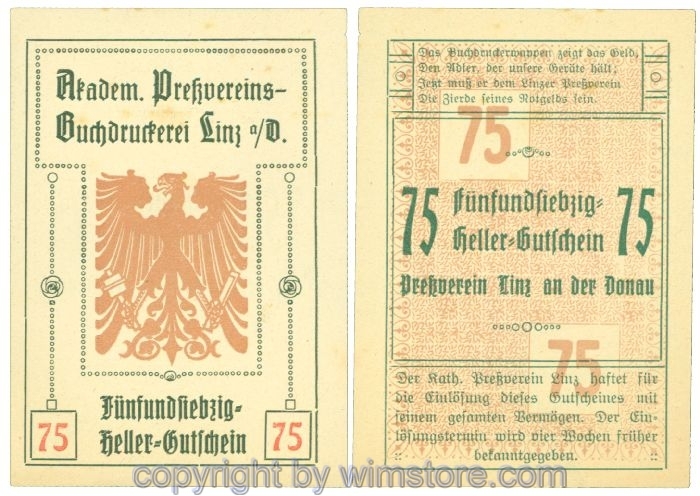 Akadem. Preßvereins-
Buchdruckerei Linz a/D.
Fünfundsiebzig-
Heller-Gutschein
75
75
Das Buchdruckerwappen zeigt das Geld,
Den Adler, der unsere Geräte hält;
Jetzt muß er dem Linzer Preßverein
Die Zierde seines Notgelds sein.
75
75
Fünfundsiebzig-
Heller-Gutschein
75
Preßverein Linz an der Donau
75
Der Kath. Preßverein Linz haftet für
die Einlösung dieses Gutscheines mit
seinem gesamten Vermögen. Der Ein-
lösungstermin wird vier Wochen früher
bekanntgegeben.
copyright by wimstore.com